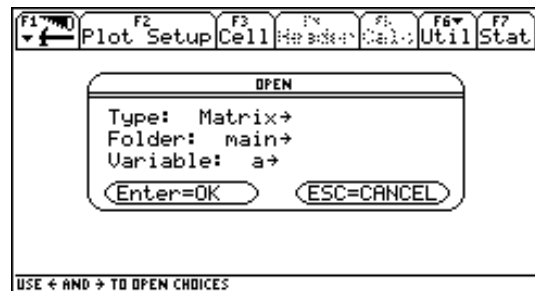 F1 F2 F3 F4 F5 F6 F7
Plot Setup Cell Header Calc Util Stat
OPEN
Type: Matrix→
Folder: main→
Variable: a→
Enter=OK ESC=CANCEL
USE ← AND → TO OPEN CHOICES